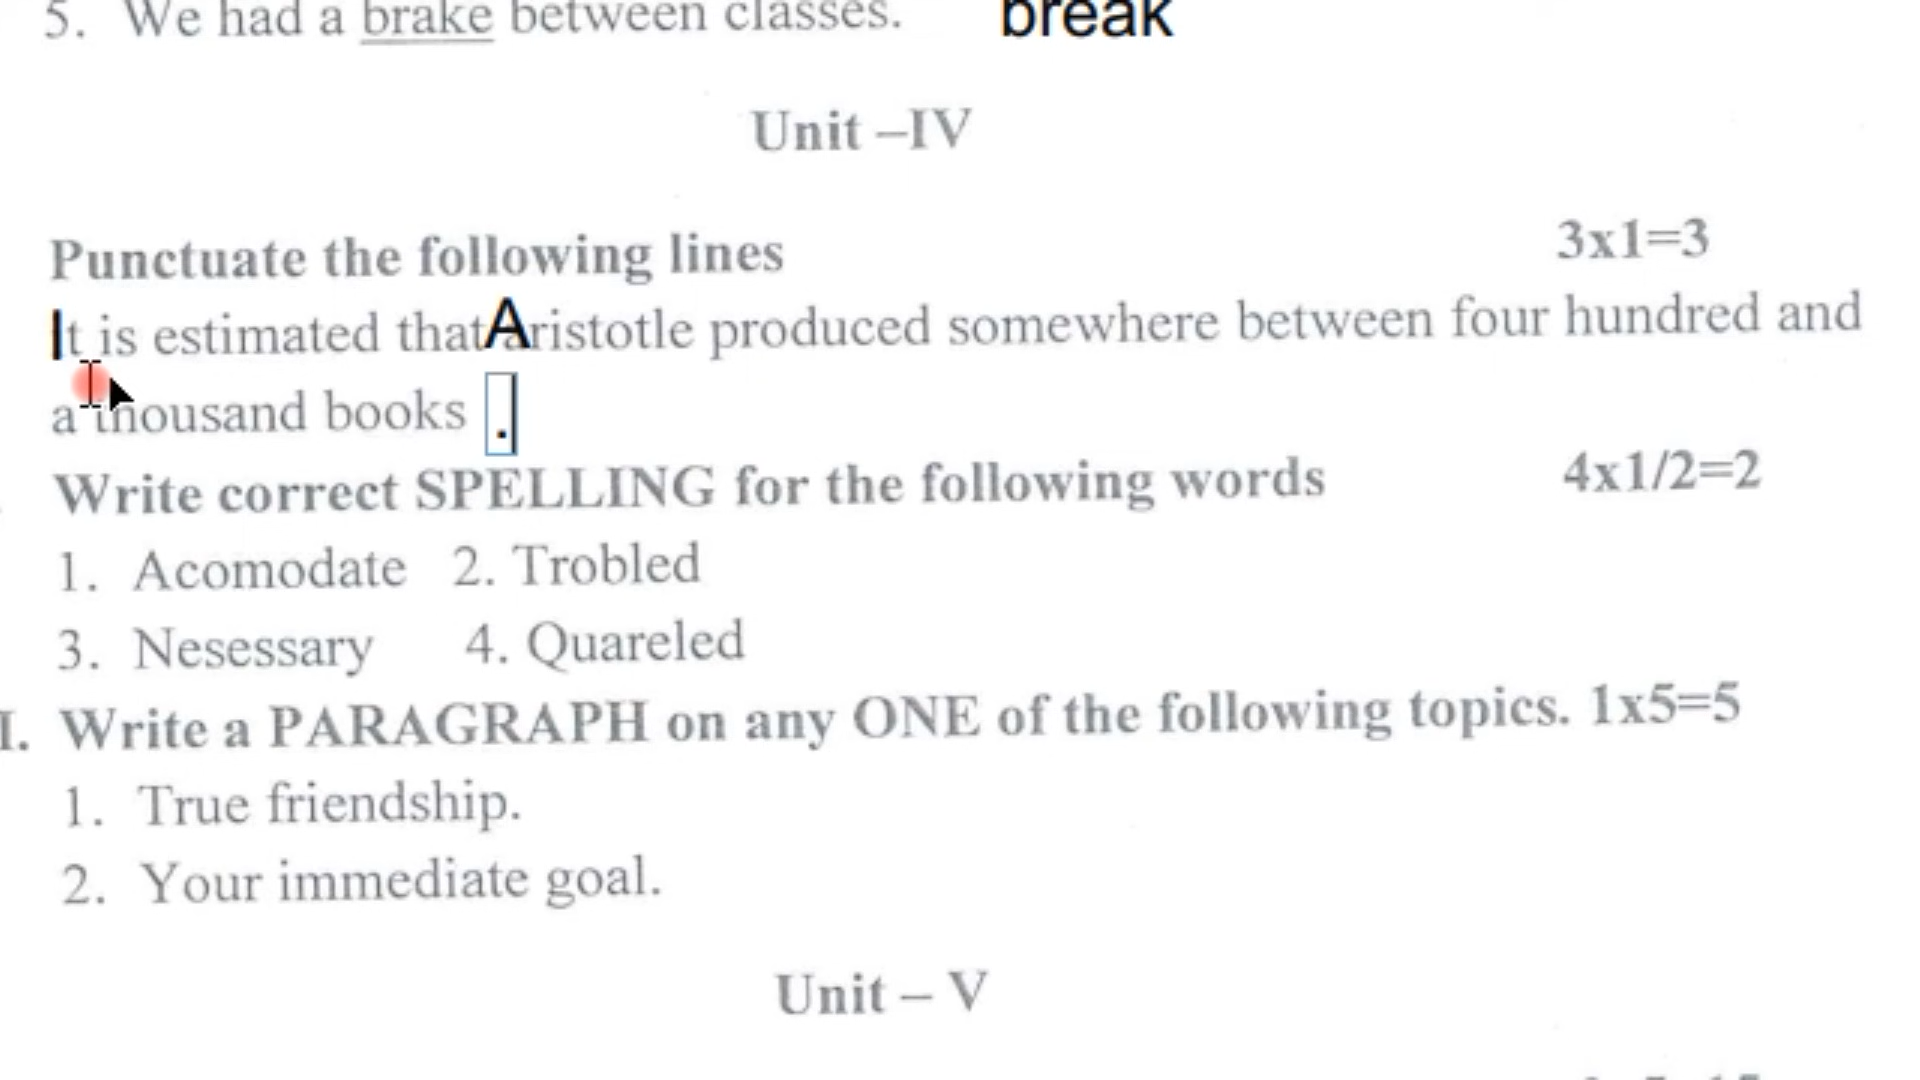 5. We had a brake between classes. break
Unit –IV
Punctuate the following lines 3x1=3
It is estimated that Aristotle produced somewhere between four hundred and
a thousand books .
Write correct SPELLING for the following words 4x1/2=2
1. Acomodate 2. Trobled
3. Nesessary 4. Quareled
I. Write a PARAGRAPH on any ONE of the following topics. 1x5=5
1. True friendship.
2. Your immediate goal.
Unit – V